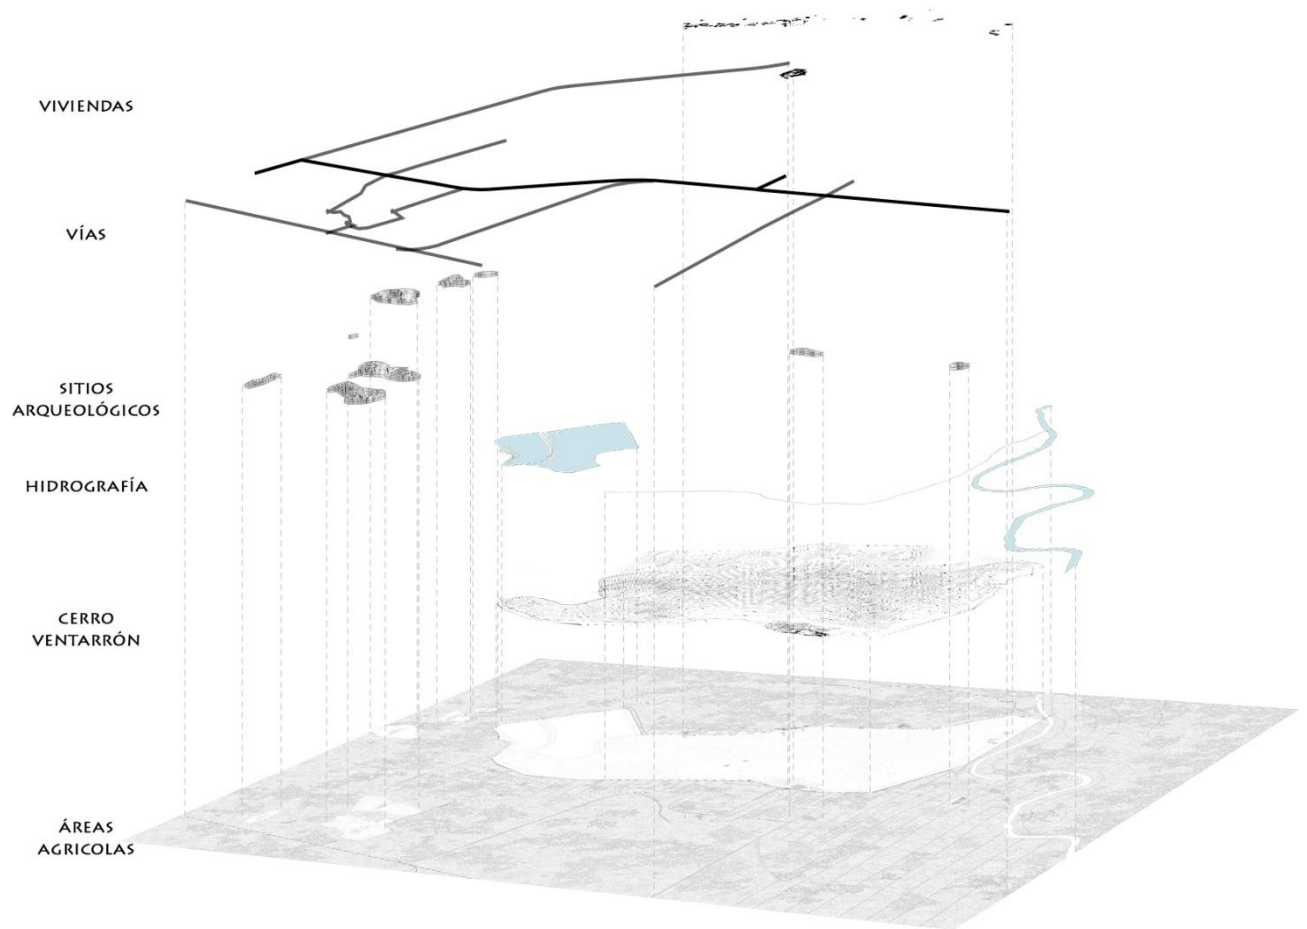 VIVIENDAS
VÍAS
SITIOS
ARQUEOLÓGICOS
HIDROGRAFÍA
CERRO
VENTARRÓN
ÁREAS
AGRICOLAS